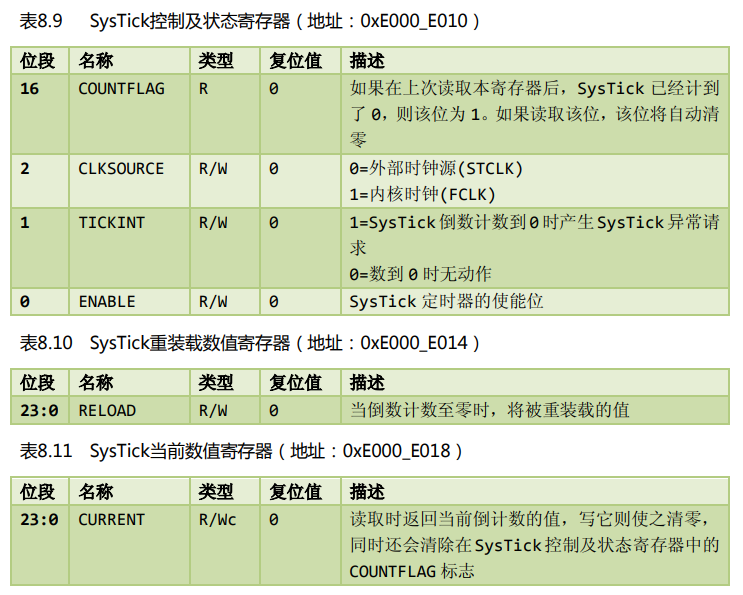 表8.9 SysTick控制及状态寄存器（地址：0xE000_E010）
位段 名称 类型 复位值 描述
16 COUNTFLAG R 0 如果在上次读取本寄存器后，SysTick 已经计到
了 0，则该位为 1。如果读取该位，该位将自动清
零
2 CLKSOURCE R/W 0 0=外部时钟源(STCLK)
1=内核时钟(FCLK)
1 TICKINT R/W 0 1=SysTick 倒数计数到 0 时产生 SysTick 异常请
求
0=数到 0 时无动作
0 ENABLE R/W 0 SysTick 定时器的使能位
表8.10 SysTick重装载数值寄存器（地址：0xE000_E014）
位段 名称 类型 复位值 描述
23:0 RELOAD R/W 0 当倒数计数至零时，将被重装载的值
表8.11 SysTick当前数值寄存器（地址：0xE000_E018）
位段 名称 类型 复位值 描述
23:0 CURRENT R/Wc 0 读取时返回当前倒计数的值，写它则使之清零，
同时还会清除在 SysTick 控制及状态寄存器中的
COUNTFLAG 标志